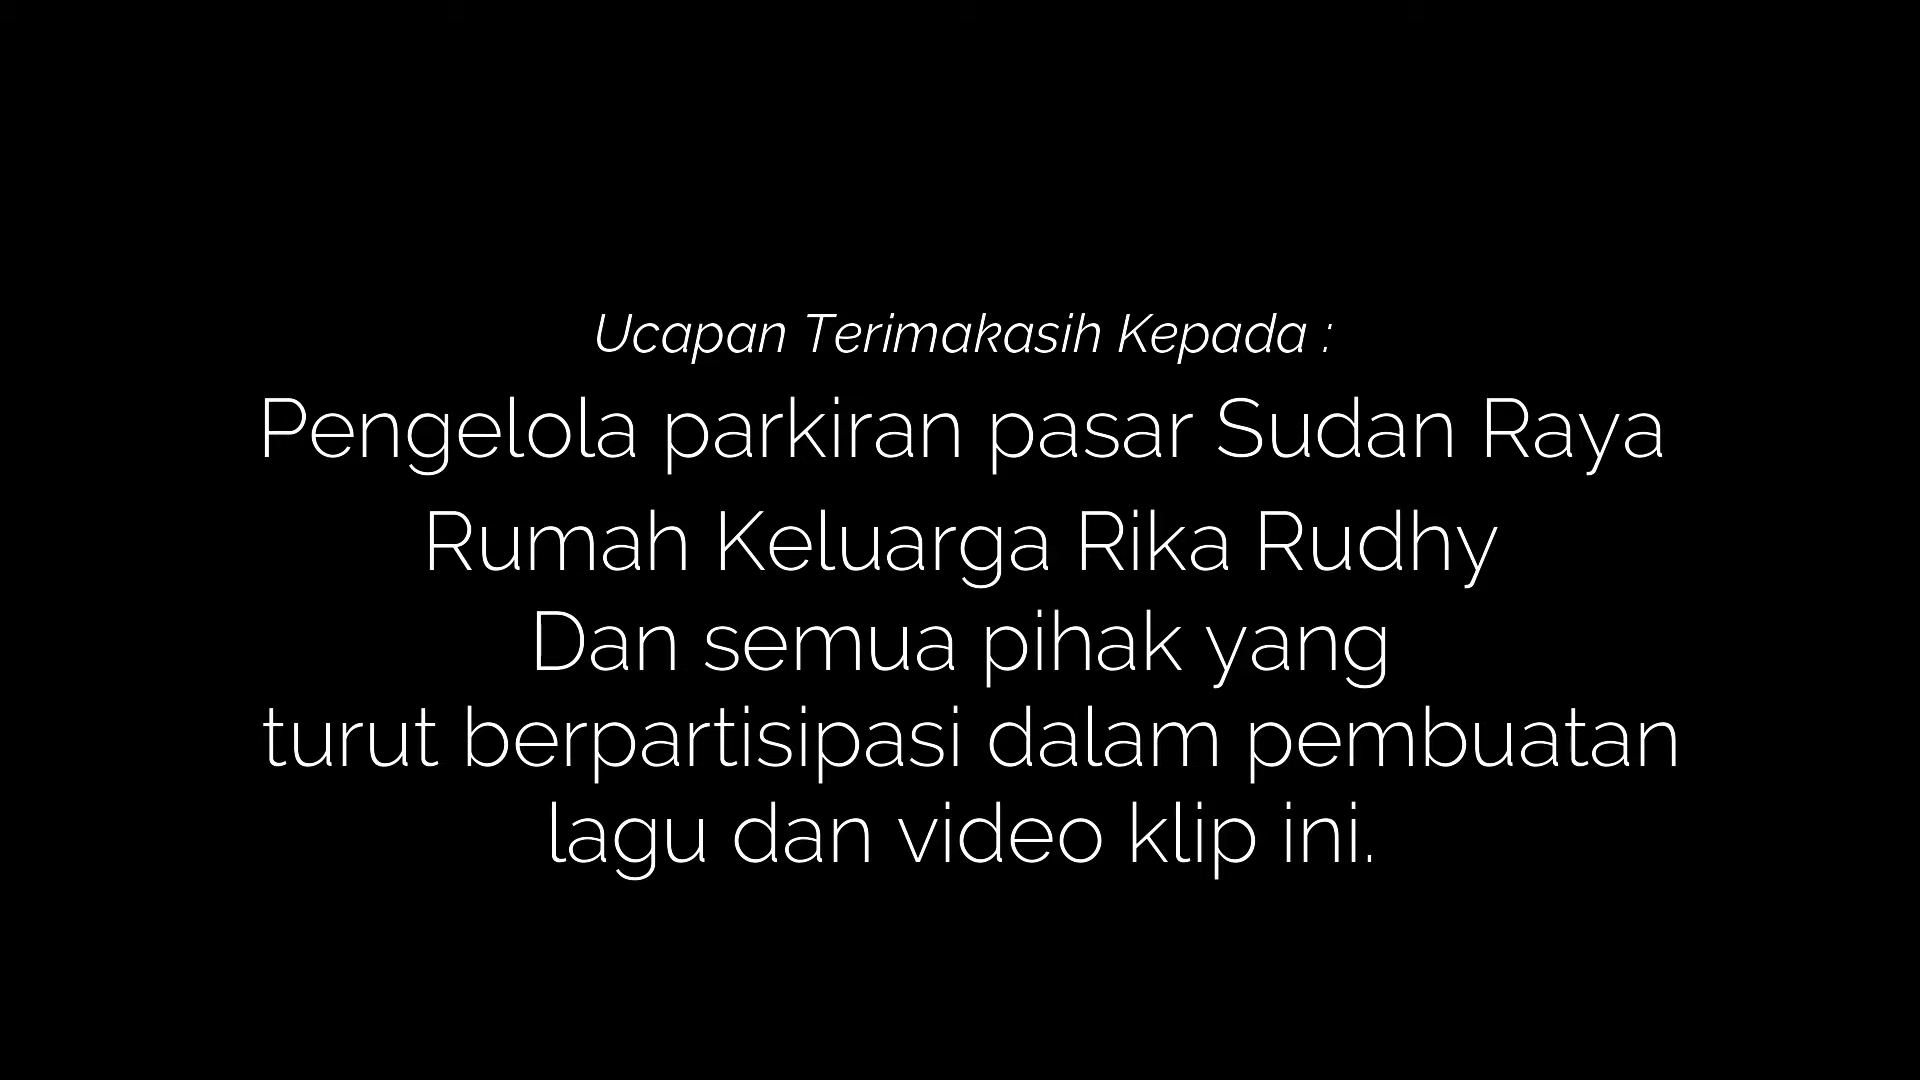 Ucapan Terimakasih Kepada :
Pengelola parkiran pasar Sudan Raya
Rumah Keluarga Rika Rudhy
Dan semua pihak yang
turut berpartisipasi dalam pembuatan
lagu dan video klip ini.